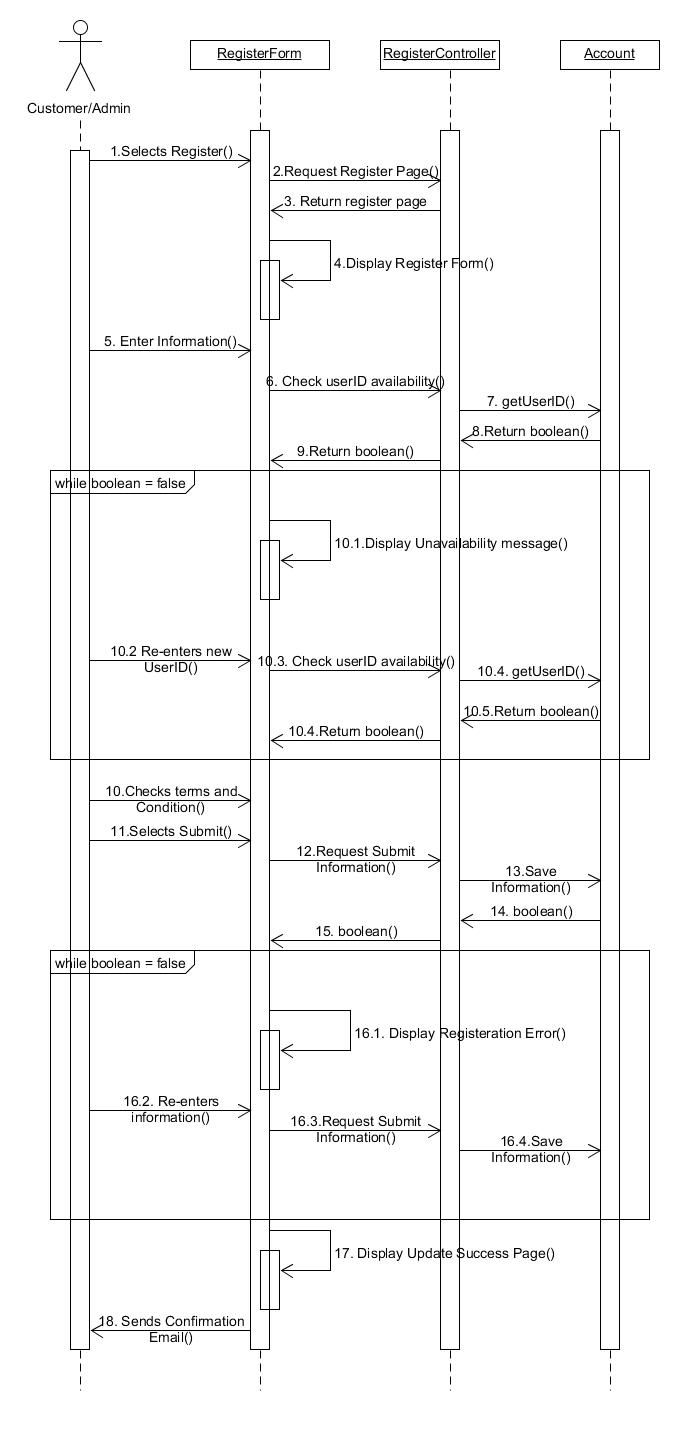 RegisterForm
RegisterController
Account
Customer/Admin
1.Selects Register()
2.Request Register Page()
3. Return register page
4.Display Register Form()
5. Enter Information()
6. Check userID availability()
7. getUserID()
8.Return boolean()
9.Return boolean()
while boolean = false
10.1.Display Unavailability message()
10.2 Re-enters new
UserID()
10.3. Check userID availability()
10.4. getUserID()
10.5.Return boolean()
10.4.Return boolean()
10.Checks terms and
Condition()
11.Selects Submit()
12.Request Submit
Information()
13.Save
Information()
14. boolean()
15. boolean()
while boolean = false
16.1. Display Registeration Error()
16.2. Re-enters
information()
16.3.Request Submit
Information()
16.4.Save
Information()
17. Display Update Success Page()
18. Sends Confirmation
Email()